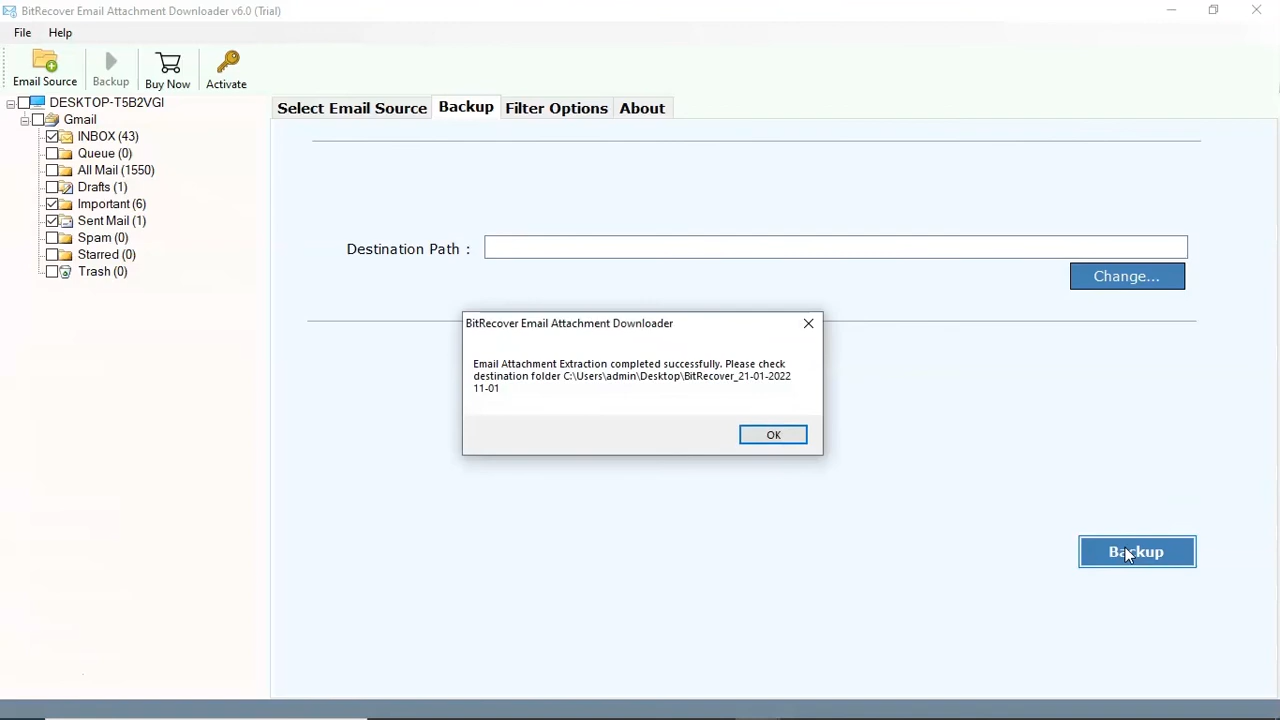 BitRecover Email Attachment Downloader v6.0 (Trial)
File Help
Email Source Backup Buy Now Activate
DESKTOP-T5B2VGI
Gmail
INBOX (43)
Queue (0)
All Mail (1550)
Drafts (1)
Important (6)
Sent Mail (1)
Spam (0)
Starred (0)
Trash (0)
Select Email Source Backup Filter Options About
Destination Path :
Change...
BitRecover Email Attachment Downloader
Email Attachment Extraction completed successfully. Please check
destination folder C:\Users\admin\Desktop\BitRecover_21-01-2022
11-01
OK
Backup